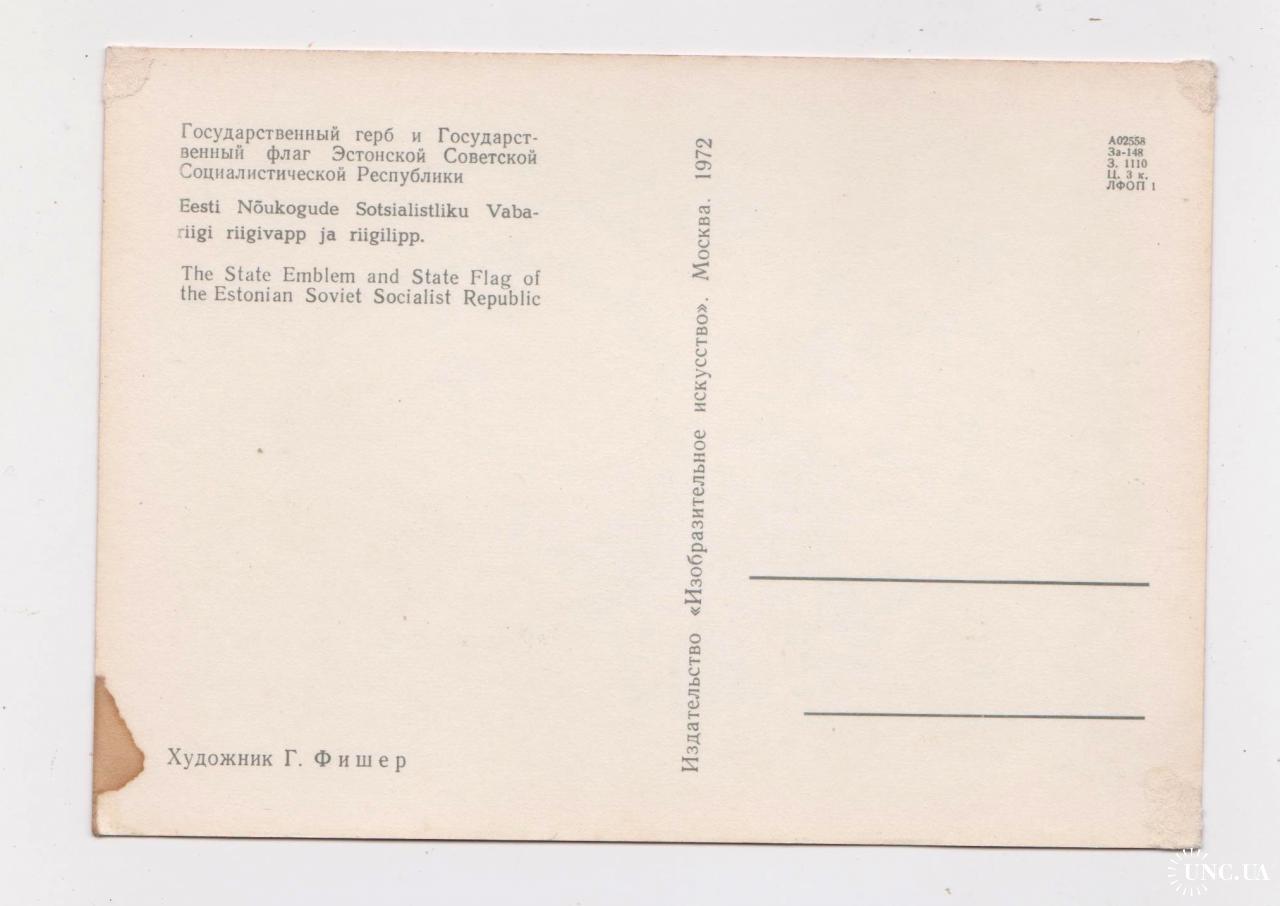 Государственный герб и Государст-
венный флаг Эстонской Советской
Социалистической Республики
Eesti Nõukogude Sotsialistliku Vaba-
riigi riigivapp ja riigilipp.
The State Emblem and State Flag of
the Estonian Soviet Socialist Republic
Художник Г. Фишер
Издательство «Изобразительное искусство». Москва. 1972
А02558
За-148
З. 1110
Ц. 3 к.
ЛФОП 1
UNC.UA